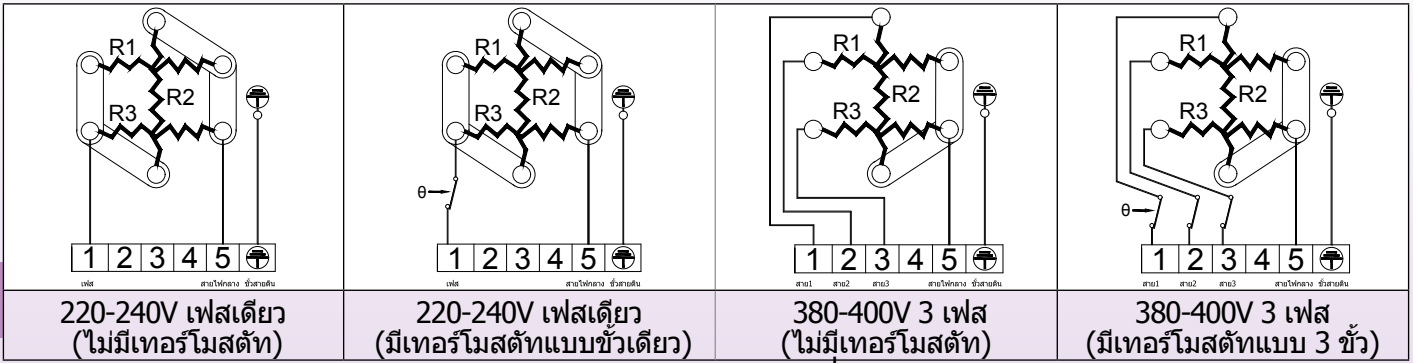 R1
R2
R3
1 2 3 4 5
เฟส สายไฟกลาง ขั้วสายดิน
220-240V เฟสเดียว
(ไม่มีเทอร์โมสตัท)
R1
R2
R3
θ
1 2 3 4 5
เฟส สายไฟกลาง ขั้วสายดิน
220-240V เฟสเดียว
(มีเทอร์โมสตัทแบบขั้วเดียว)
R1
R2
R3
1 2 3 4 5
สาย1 สาย2 สาย3 สายไฟกลาง ขั้วสายดิน
380-400V 3 เฟส
(ไม่มีเทอร์โมสตัท)
R1
R2
R3
θ
1 2 3 4 5
สาย1 สาย2 สาย3 สายไฟกลาง ขั้วสายดิน
380-400V 3 เฟส
(มีเทอร์โมสตัทแบบ 3 ขั้ว)